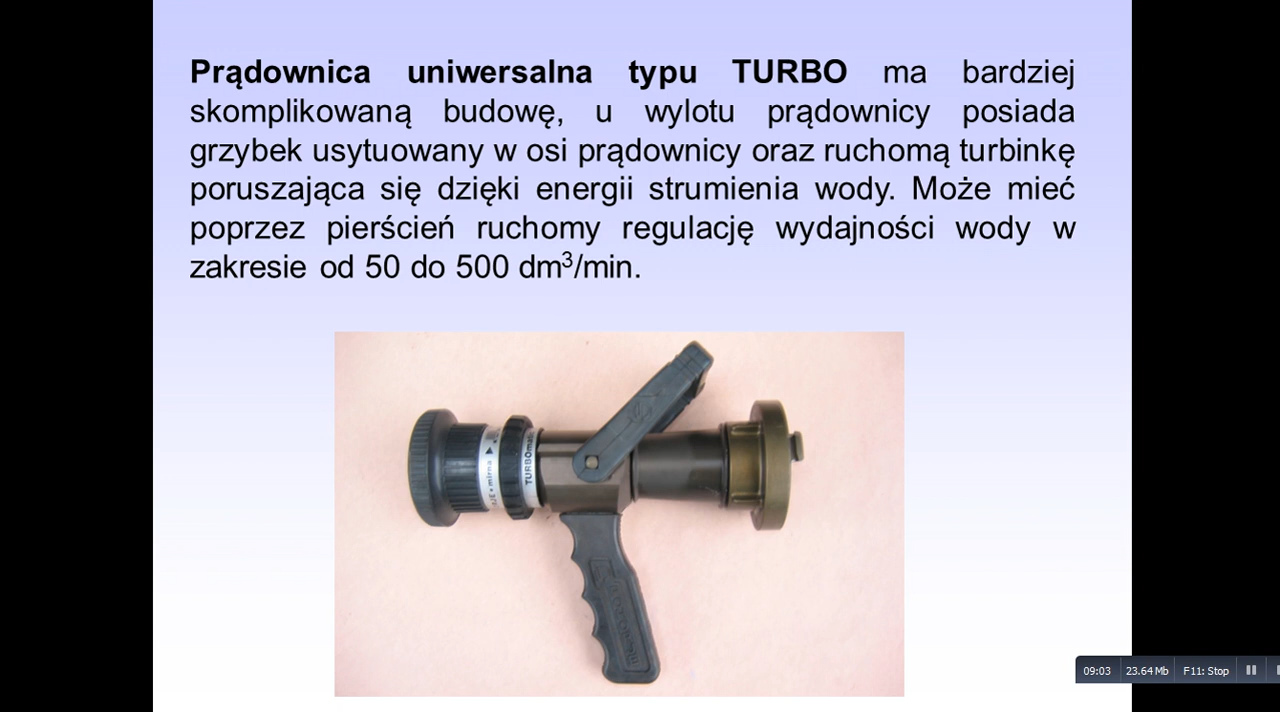 Prądownica uniwersalna typu TURBO ma bardziej
skomplikowaną budowę, u wylotu prądownicy posiada
grzybek usytuowany w osi prądownicy oraz ruchomą turbinkę
poruszająca się dzięki energii strumienia wody. Może mieć
poprzez pierścień ruchomy regulację wydajności wody w
zakresie od 50 do 500 dm³/min.
mirna
TURBOmatic
09:03 23.64 Mb F11: Stop